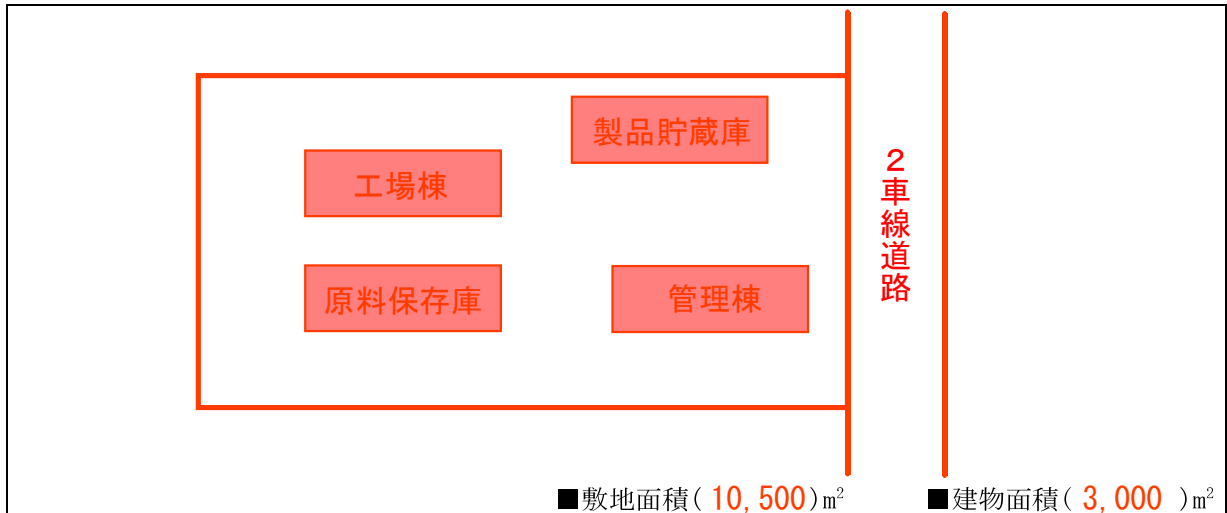 製品貯蔵庫
工場棟
２車線道路
原料保存庫
管理棟
■敷地面積( 10,500)㎡
■建物面積( 3,000 )㎡